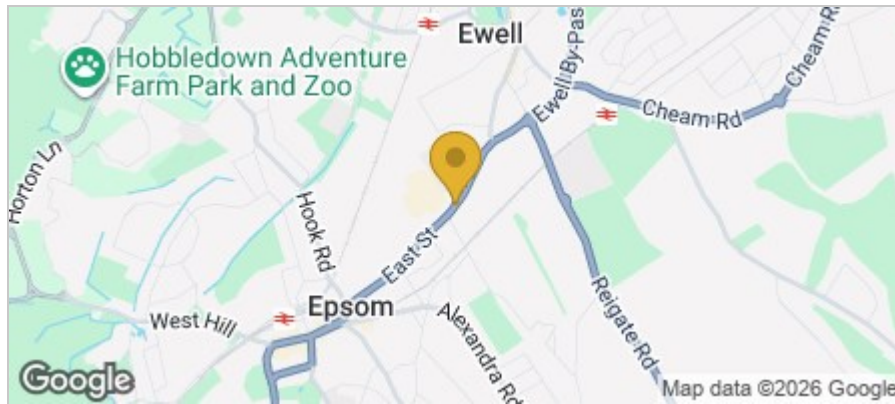 Ewell
Hobbledown Adventure
Farm Park and Zoo
Ewell By-Pas
Cheam Rd
Cheam Rd
Horton Ln
Hook Rd
East St
Epsom
West Hill
Alexandra Rd
Reigate Rd
Google
Map data ©2026 Google